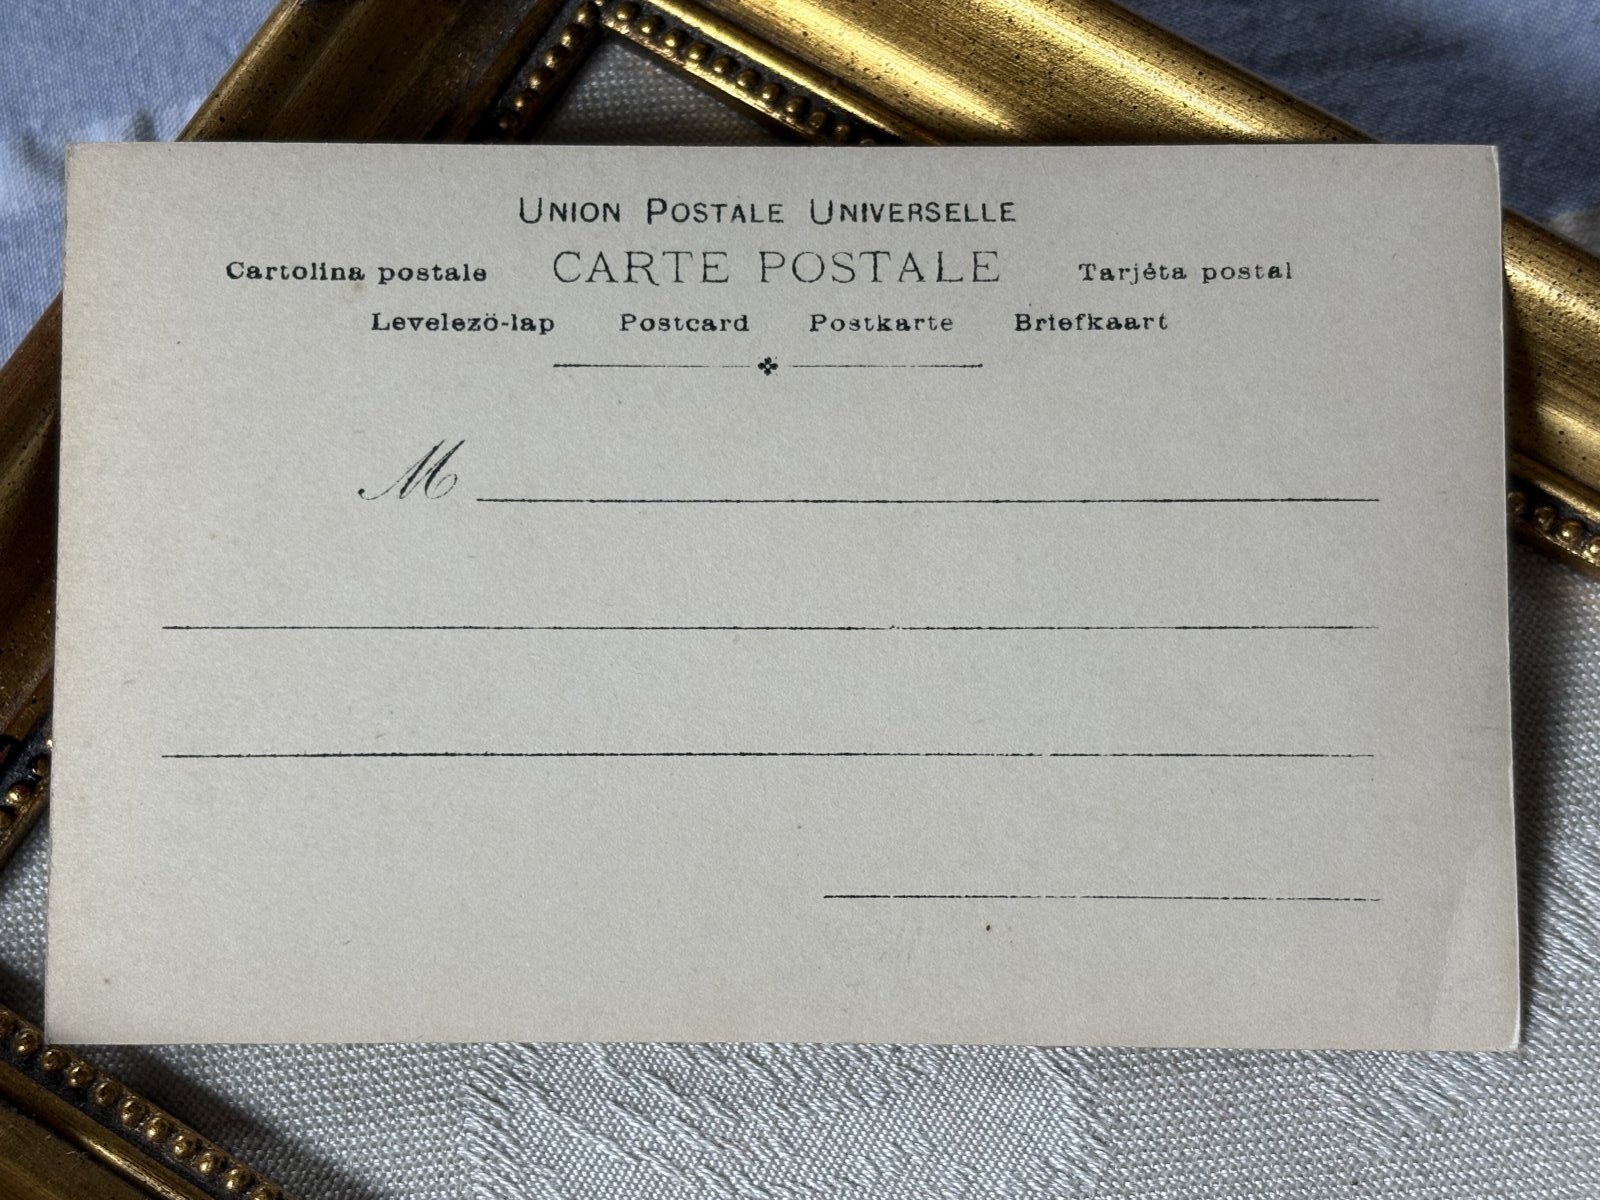 UNION POSTALE UNIVERSELLE
Cartolina postale CARTE POSTALE Tarjéta postal
Levelezö-lap Postcard Postkarte Briefkaart
M